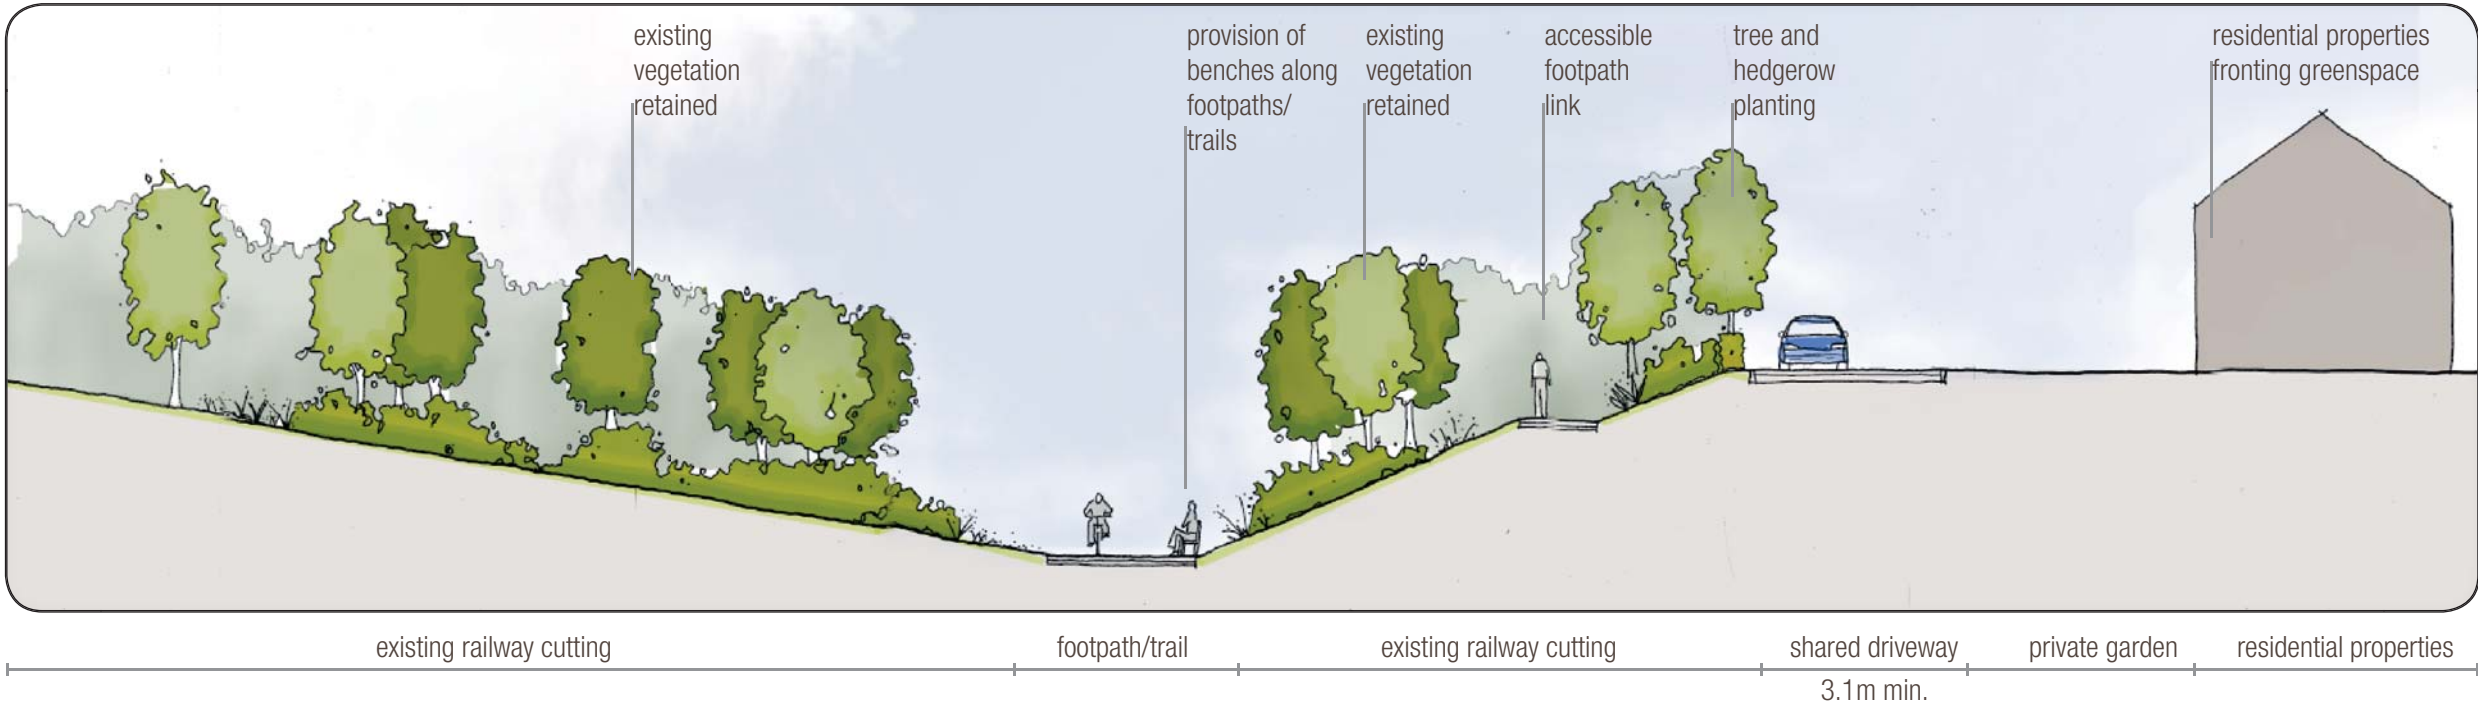 existing
vegetation
retained
provision of
benches along
footpaths/
trails
existing
vegetation
retained
accessible
footpath
link
tree and
hedgerow
planting
residential properties
fronting greenspace
existing railway cutting
footpath/trail
existing railway cutting
shared driveway
private garden
residential properties
3.1m min.